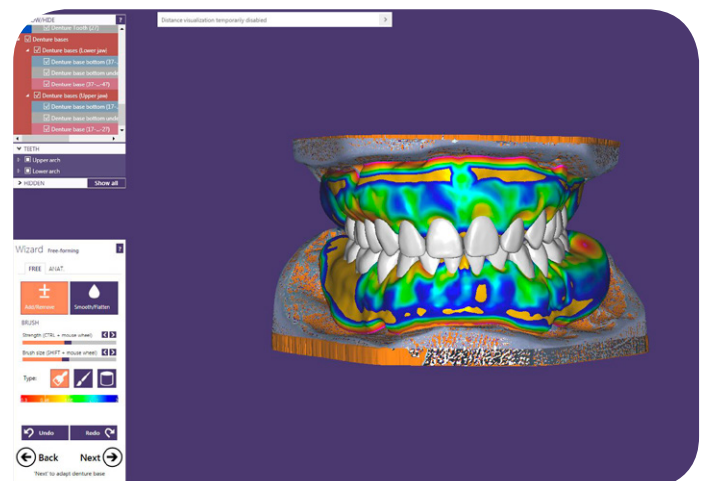 OW/HIDE ?
Denture Teeth (27)
Denture bases
Denture bases (Lower jaw)
Denture base bottom (37-...
Denture base bottom unde
Denture base (37-...-47)
Denture bases (Upper jaw)
Denture base bottom (17-...
Denture base bottom unde
Denture base (17-...-27)
TEETH
Upper arch
Lower arch
HIDDEN Show all
Distance visualization temporarily disabled
Wizard Free-Forming ?
FREE ANAT.
Add/Remove Smooth/Flatten
BRUSH
Strength (CTRL + mouse wheel)
Brush size (SHIFT + mouse wheel)
Type:
Undo Redo
Back Next
'Next' to adapt denture base